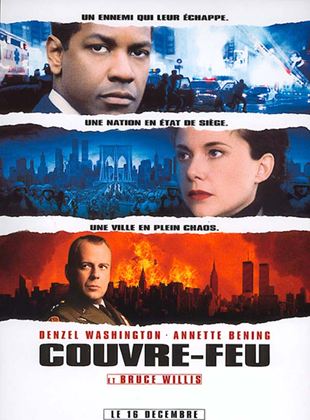 UN ENNEMI QUI LEUR ÉCHAPPE.
UNE NATION EN ÉTAT DE SIÈGE.
UNE VILLE EN PLEIN CHAOS.
DENZEL WASHINGTON · ANNETTE BENING
COUVRE-FEU
ET BRUCE WILLIS
LE 16 DECEMBRE